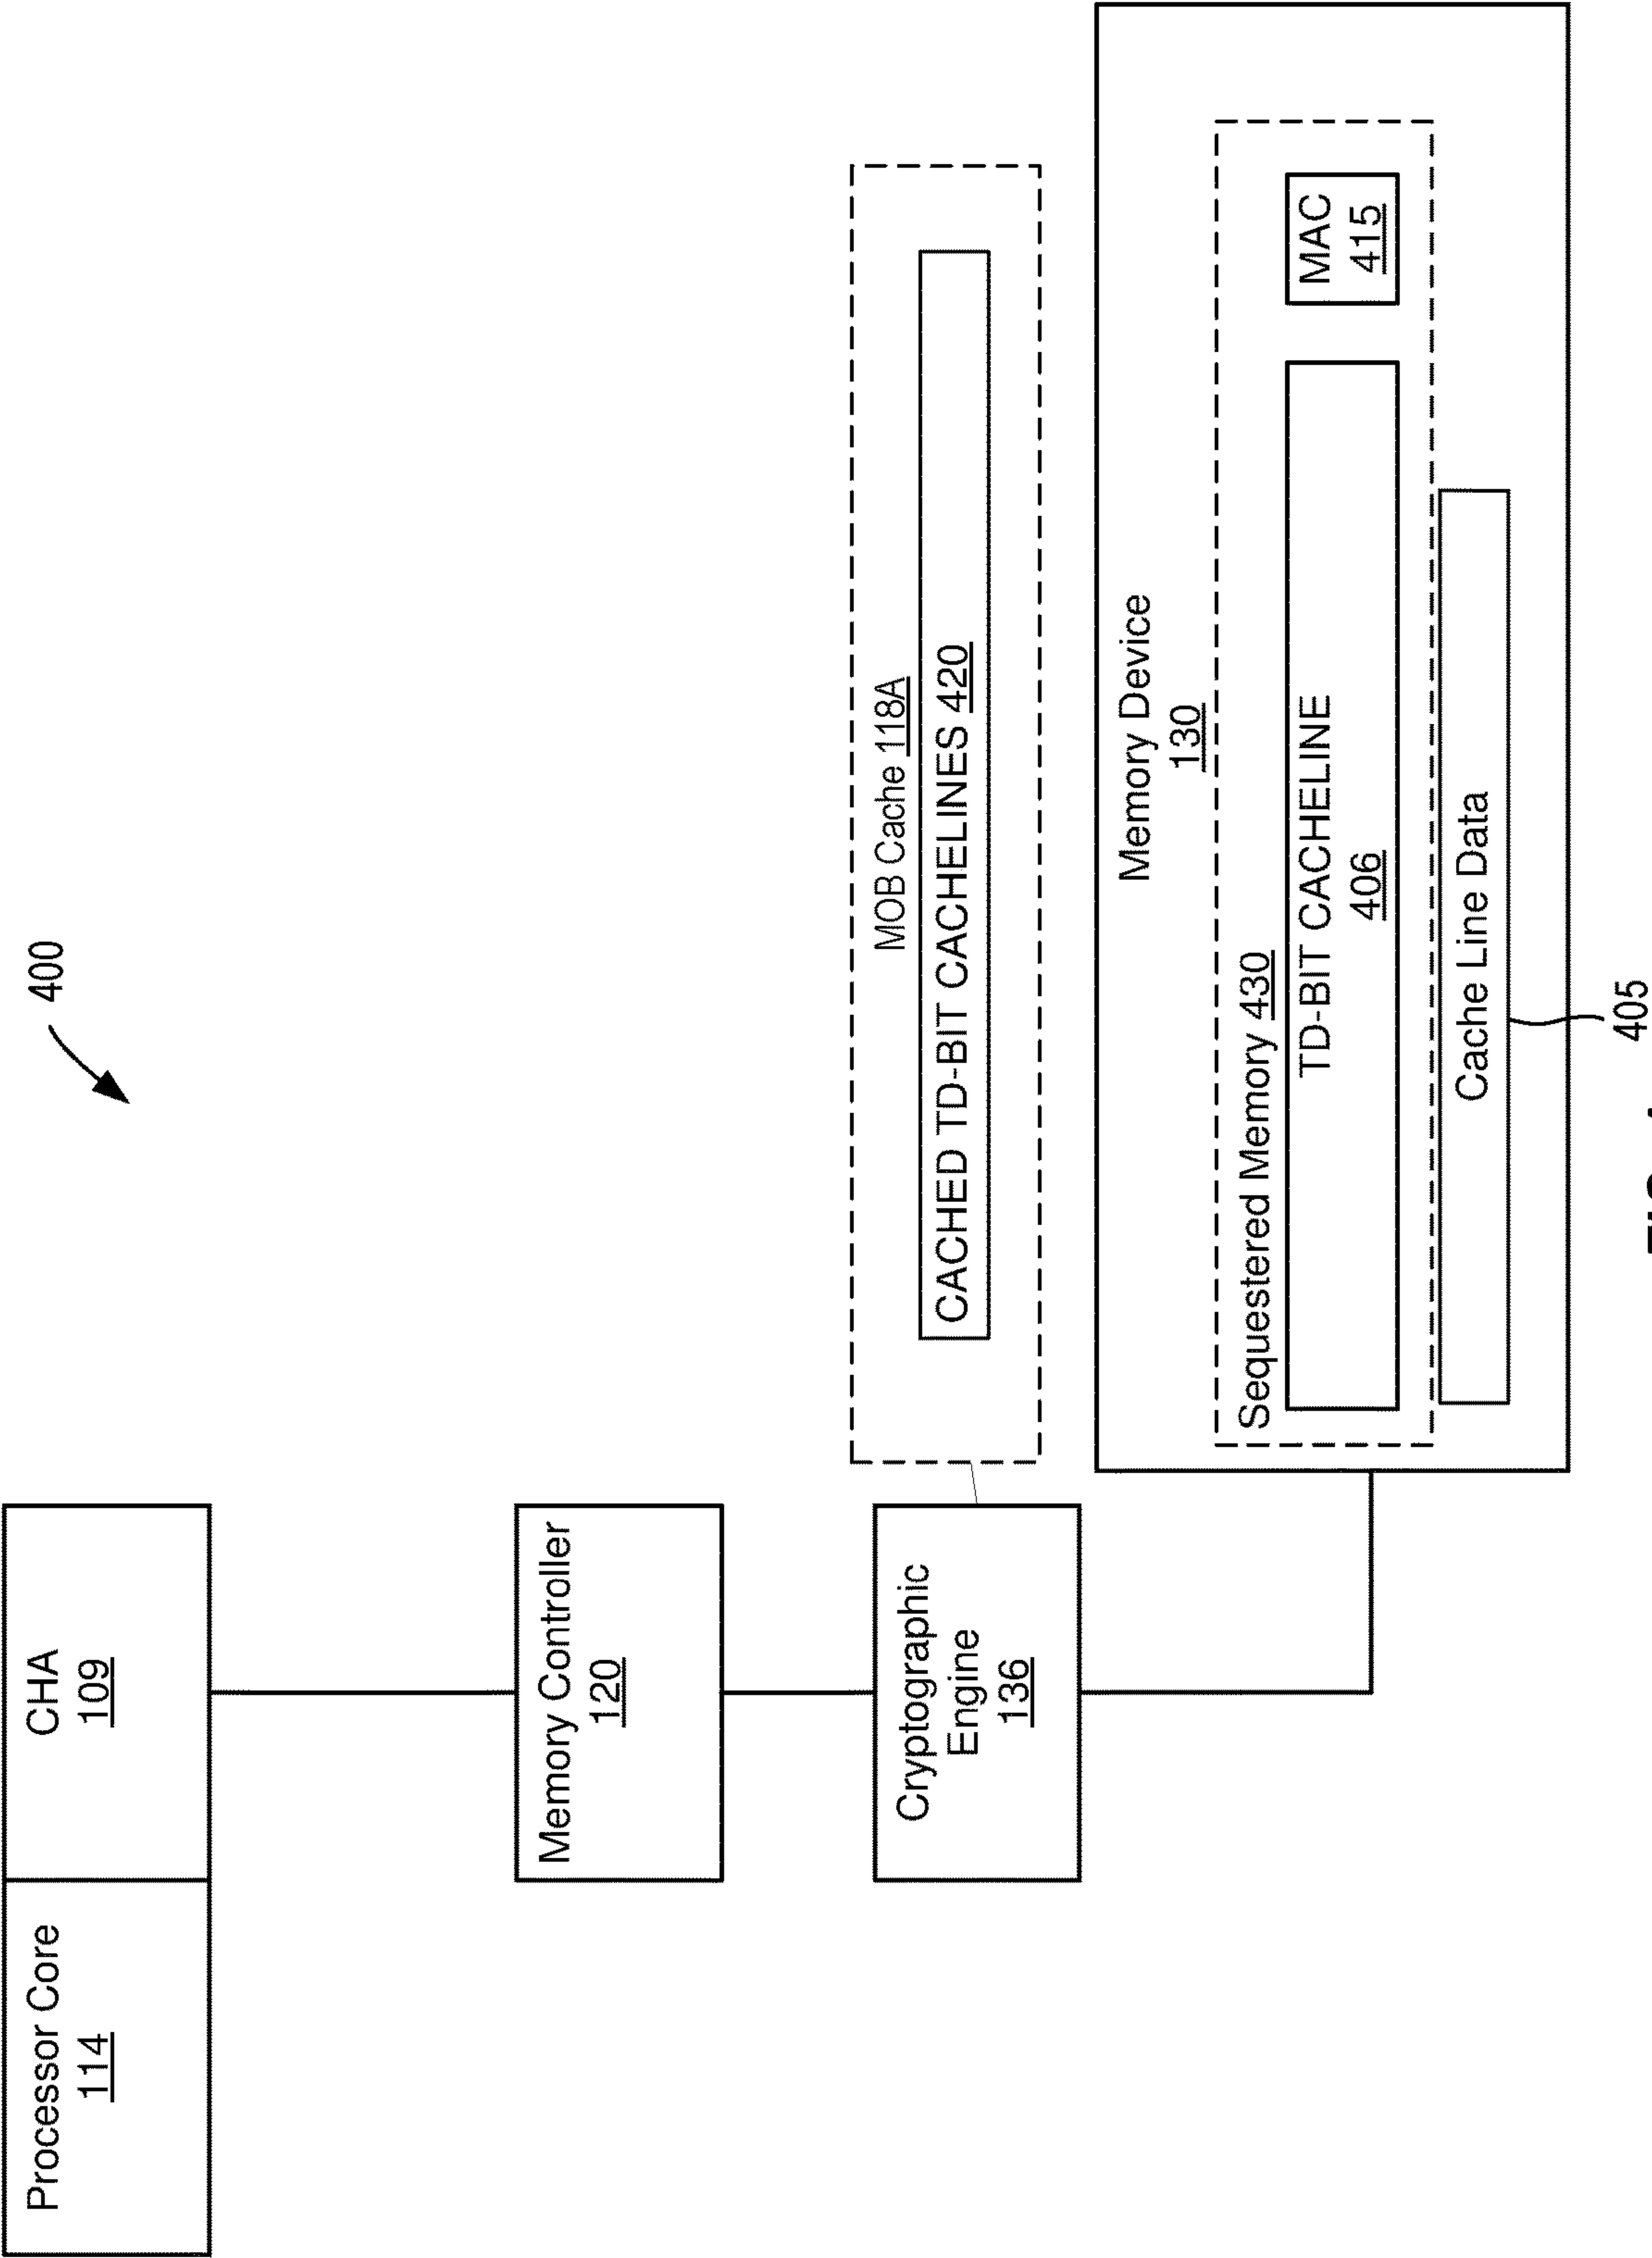 400
Processor Core
114
CHA
109
Memory Controller
120
Cryptographic
Engine
136
MOB Cache 118A
CACHED TD-BIT CACHELINES 420
Memory Device
130
Sequestered Memory 430
TD-BIT CACHELINE
406
MAC
415
Cache Line Data
405